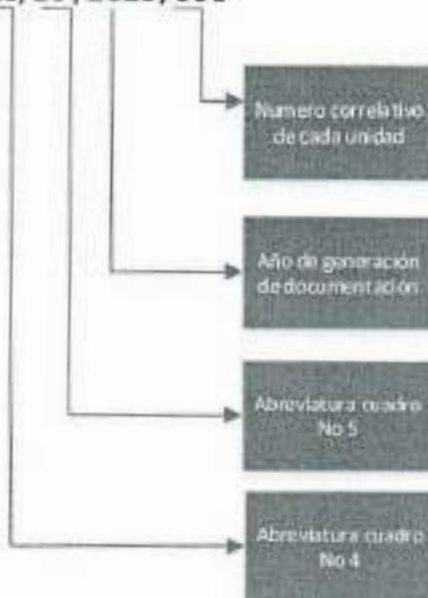 Numero correlativo
de cada unidad
Año de generación
de documentación
Abreviatura cuadro
No 5
Abreviatura cuadro
No 4